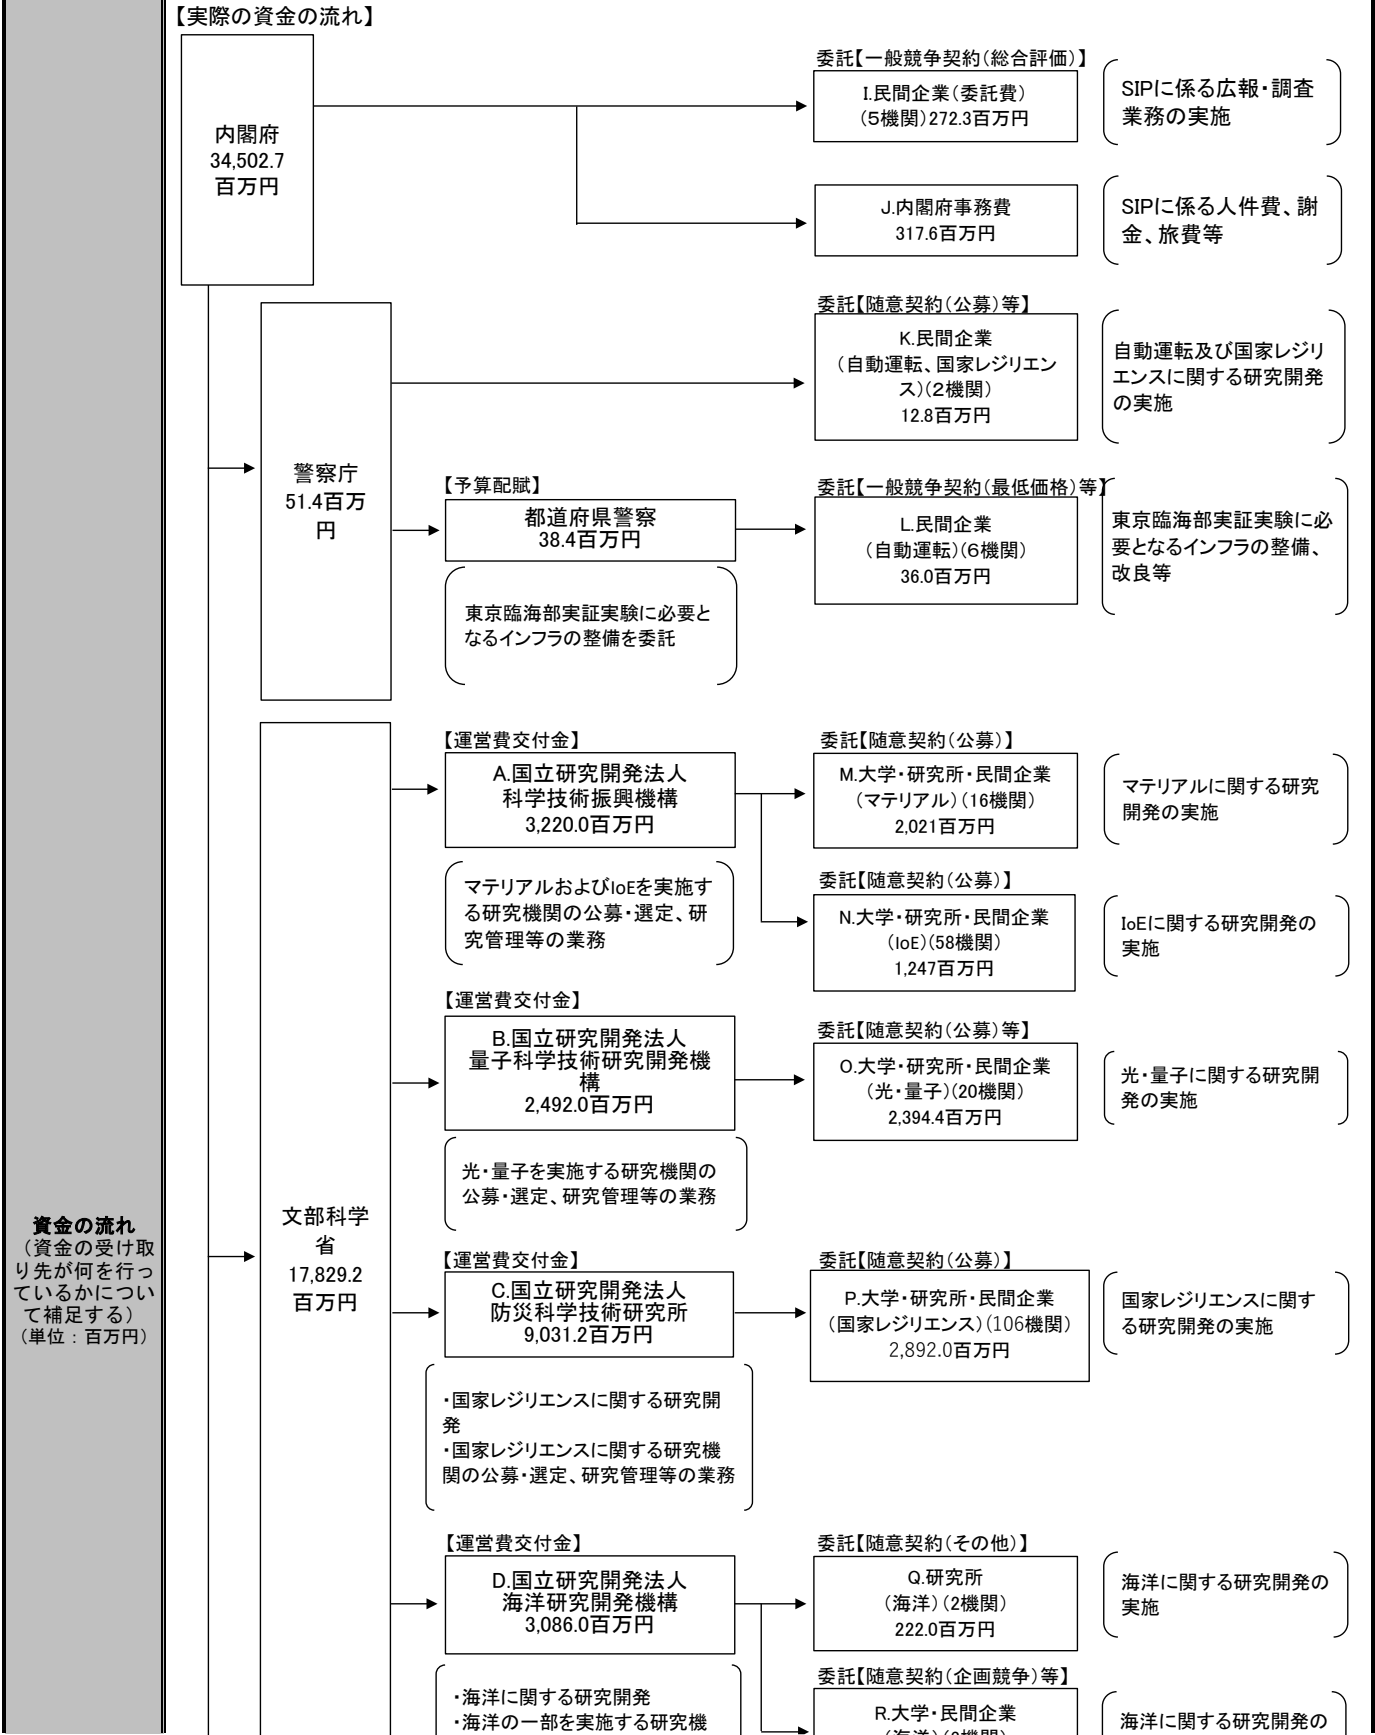 【実際の資金の流れ】
内閣府
34,502.7
百万円
委託【一般競争契約(総合評価)】
I.民間企業(委託費)
(5機関)272.3百万円
SIPに係る広報・調査
業務の実施
J.内閣府事務費
317.6百万円
SIPに係る人件費、謝
金、旅費等
警察庁
51.4百万
円
委託【随意契約(公募)等】
K.民間企業
(自動運転、国家レジリエン
ス)(2機関)
12.8百万円
自動運転及び国家レジリ
エンスに関する研究開発
の実施
【予算配賦】
都道府県警察
38.4百万円
東京臨海部実証実験に必要と
なるインフラの整備を委託
委託【一般競争契約(最低価格)等】
L.民間企業
(自動運転)(6機関)
36.0百万円
東京臨海部実証実験に必
要となるインフラの整備、
改良等
資金の流れ
(資金の受け取
り先が何を行っ
ているかについ
て補足する)
(単位:百万円)
文部科学
省
17,829.2
百万円
【運営費交付金】
A.国立研究開発法人
科学技術振興機構
3,220.0百万円
マテリアルおよびIoEを実施す
る研究機関の公募・選定、研
究管理等の業務
委託【随意契約(公募)】
M.大学・研究所・民間企業
(マテリアル)(16機関)
2,021百万円
マテリアルに関する研究
開発の実施
委託【随意契約(公募)】
N.大学・研究所・民間企業
(IoE)(58機関)
1,247百万円
IoEに関する研究開発の
実施
【運営費交付金】
B.国立研究開発法人
量子科学技術研究開発機
構
2,492.0百万円
光・量子を実施する研究機関の
公募・選定、研究管理等の業務
委託【随意契約(公募)等】
O.大学・研究所・民間企業
(光・量子)(20機関)
2,394.4百万円
光・量子に関する研究開
発の実施
【運営費交付金】
C.国立研究開発法人
防災科学技術研究所
9,031.2百万円
・国家レジリエンスに関する研究開
発
・国家レジリエンスに関する研究機
関の公募・選定、研究管理等の業務
委託【随意契約(公募)】
P.大学・研究所・民間企業
(国家レジリエンス)(106機関)
2,892.0百万円
国家レジリエンスに関す
る研究開発の実施
【運営費交付金】
D.国立研究開発法人
海洋研究開発機構
3,086.0百万円
・海洋に関する研究開発
・海洋の一部を実施する研究機
委託【随意契約(その他)】
Q.研究所
(海洋)(2機関)
222.0百万円
海洋に関する研究開発の
実施
委託【随意契約(企画競争)等】
R.大学・民間企業
海洋に関する研究開発の